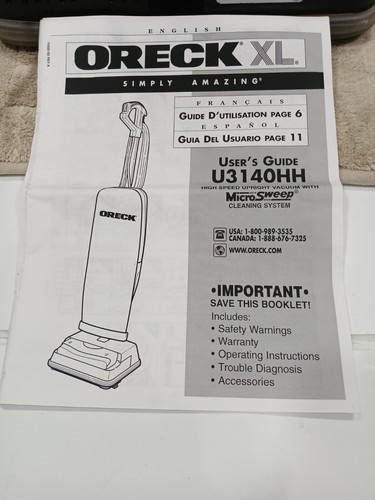 ENGLISH
ORECK® XL®
SIMPLY AMAZING®
FRANÇAIS
GUIDE D'UTILISATION PAGE 6
ESPAÑOL
GUIA DEL USUARIO PAGE 11
USER'S GUIDE
U3140HH
HIGH SPEED UPRIGHT VACUUM WITH
MicroSweep®
CLEANING SYSTEM
ORECK
USA: 1-800-989-3535
CANADA: 1-888-676-7325
WWW.ORECK.COM
•IMPORTANT•
SAVE THIS BOOKLET!
Includes:
• Safety Warnings
• Warranty
• Operating Instructions
• Trouble Diagnosis
• Accessories